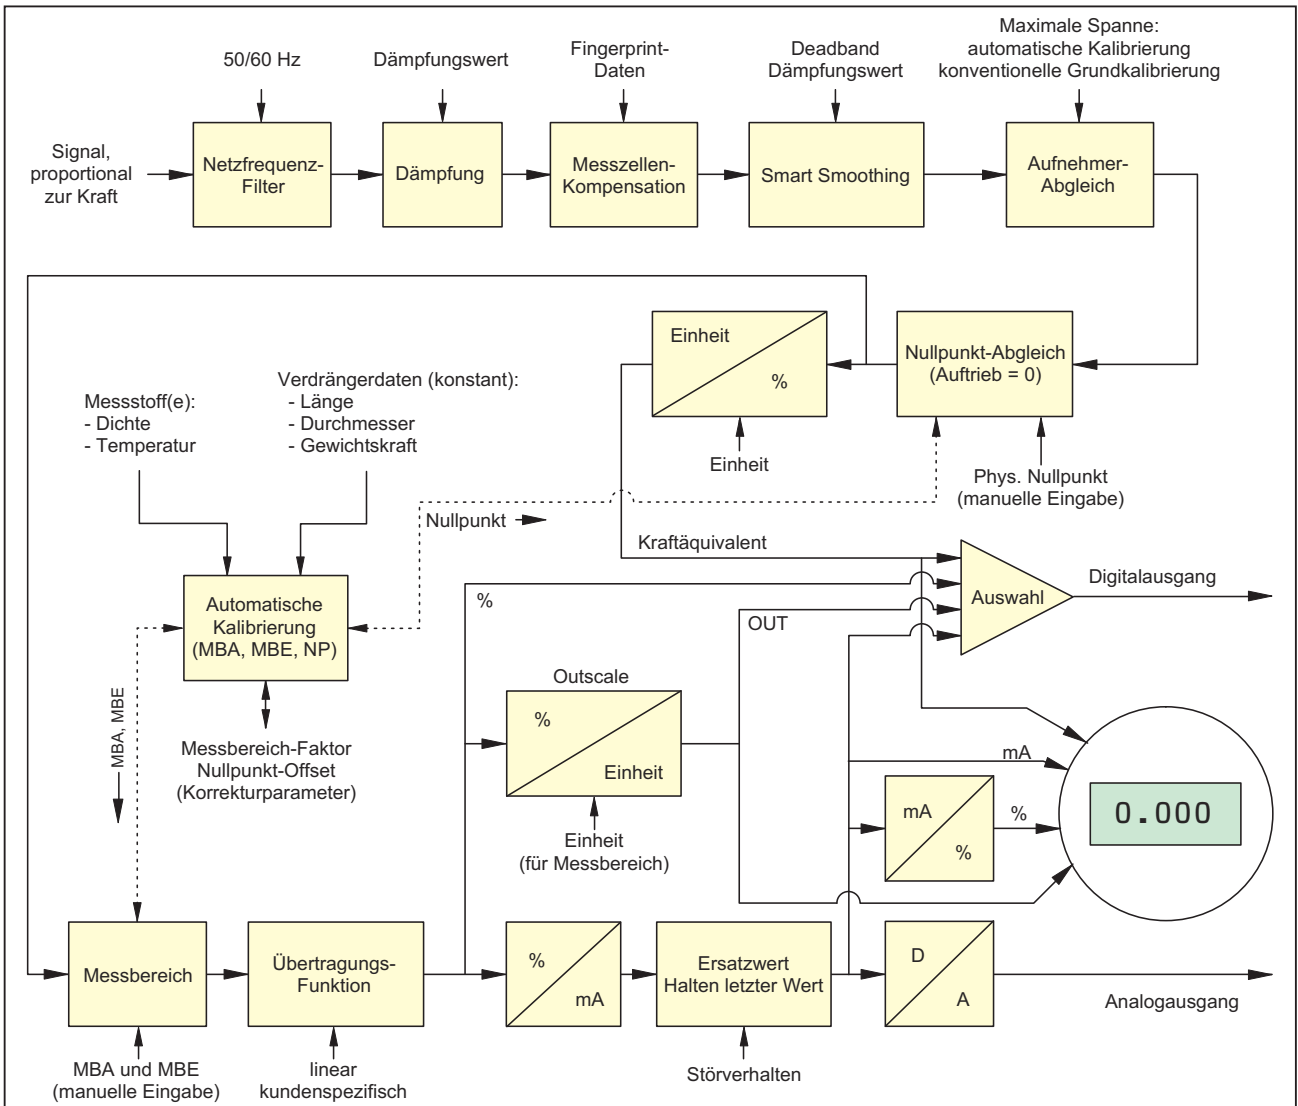 Maximale Spanne:
automatische Kalibrierung
konventionelle Grundkalibrierung
Fingerprint-
Daten
Deadband
Dämpfungswert
50/60 Hz
Dämpfungswert
Signal,
proportional
zur Kraft
Netzfrequenz-
Filter
Dämpfung
Messzellen-
Kompensation
Smart Smoothing
Aufnehmer-
Abgleich
Einheit
%
Nullpunkt-Abgleich
(Auftrieb = 0)
Einheit
Phys. Nullpunkt
(manuelle Eingabe)
Messstoff(e):
- Dichte
- Temperatur
Verdrängerdaten (konstant):
- Länge
- Durchmesser
- Gewichtskraft
Nullpunkt
Kraftäquivalent
%
OUT
Auswahl
Digitalausgang
Automatische
Kalibrierung
(MBA, MBE, NP)
MBA, MBE
Messbereich-Faktor
Nullpunkt-Offset
(Korrekturparameter)
Outscale
%
Einheit
Einheit
(für Messbereich)
mA
mA
%
%
0.000
Messbereich
Übertragungs-
Funktion
%
mA
Ersatzwert
Halten letzter Wert
D
A
Analogausgang
MBA und MBE
(manuelle Eingabe)
linear
kundenspezifisch
Störverhalten